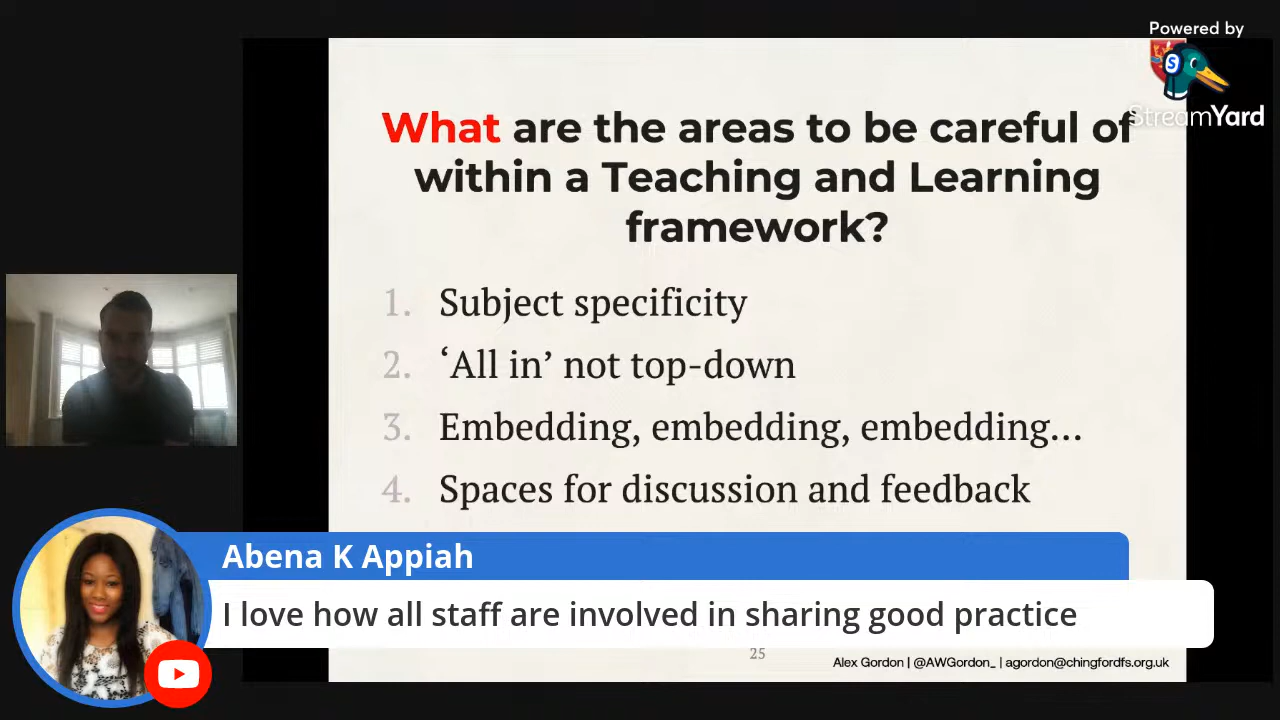 Powered by
StreamYard
What are the areas to be careful of
within a Teaching and Learning
framework?
1. Subject specificity
2. ‘All in’ not top-down
3. Embedding, embedding, embedding...
4. Spaces for discussion and feedback
Abena K Appiah
I love how all staff are involved in sharing good practice
25
Alex Gordon | @AWGordon_ | agordon@chingfordfs.org.uk